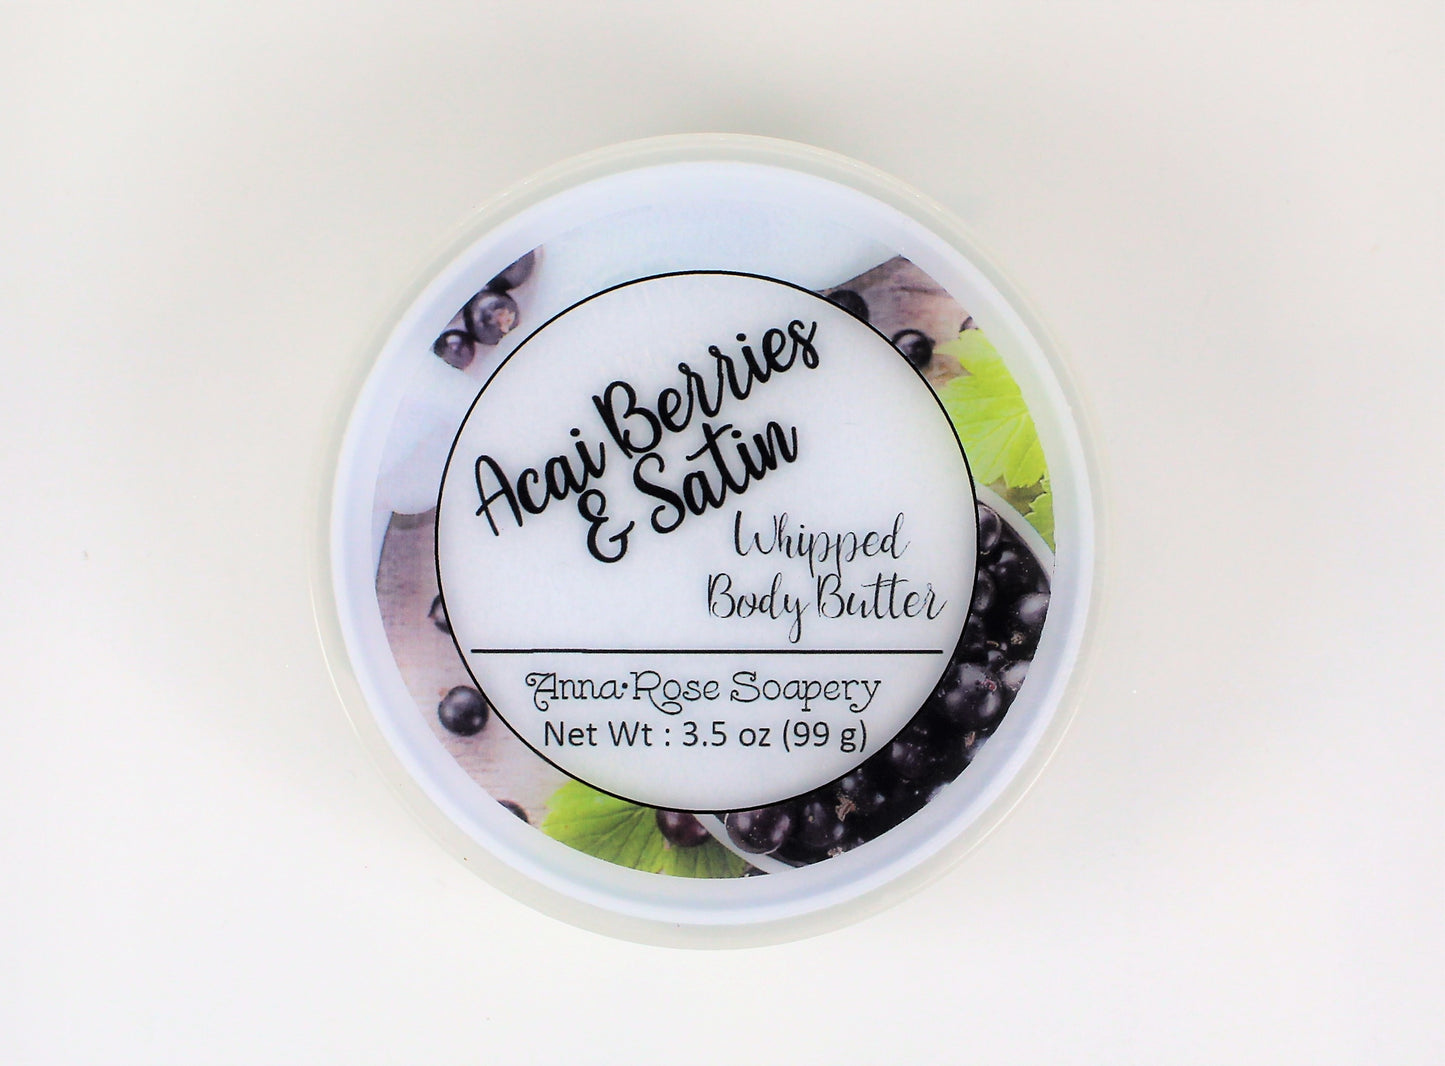 Acai Berries
& Satin
Whipped
Body Butter
Anna·Rose Soapery
Net Wt : 3.5 oz (99 g)